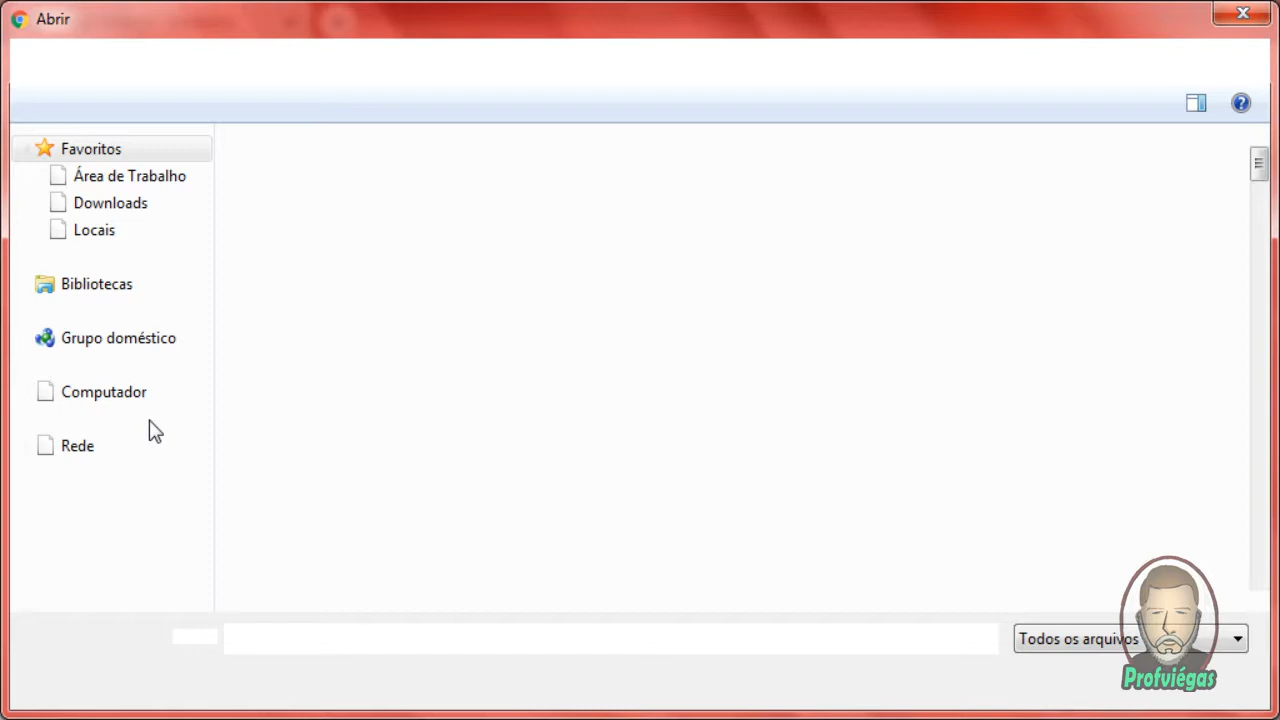 Abrir
Favoritos
Área de Trabalho
Downloads
Locais
Bibliotecas
Grupo doméstico
Computador
Rede
Todos os arquivos
Profviégas